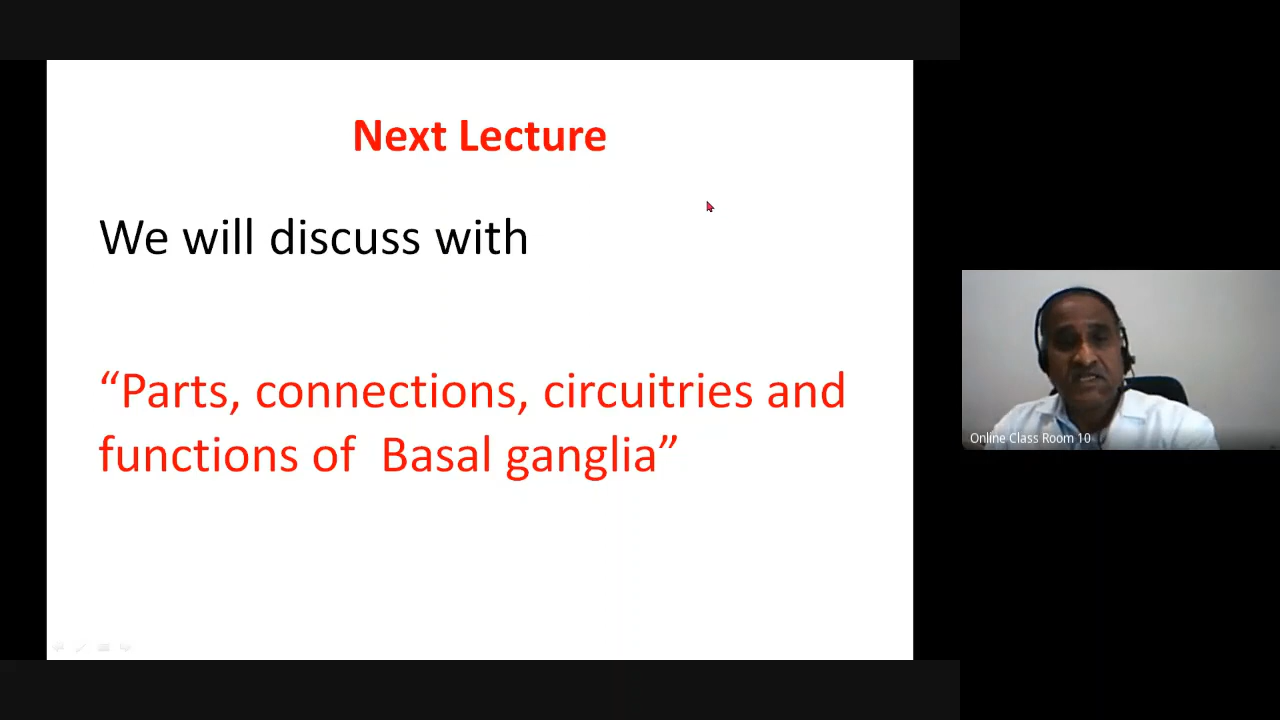 Next Lecture
We will discuss with
“Parts, connections, circuitries and
functions of  Basal ganglia”
Online Class Room 10